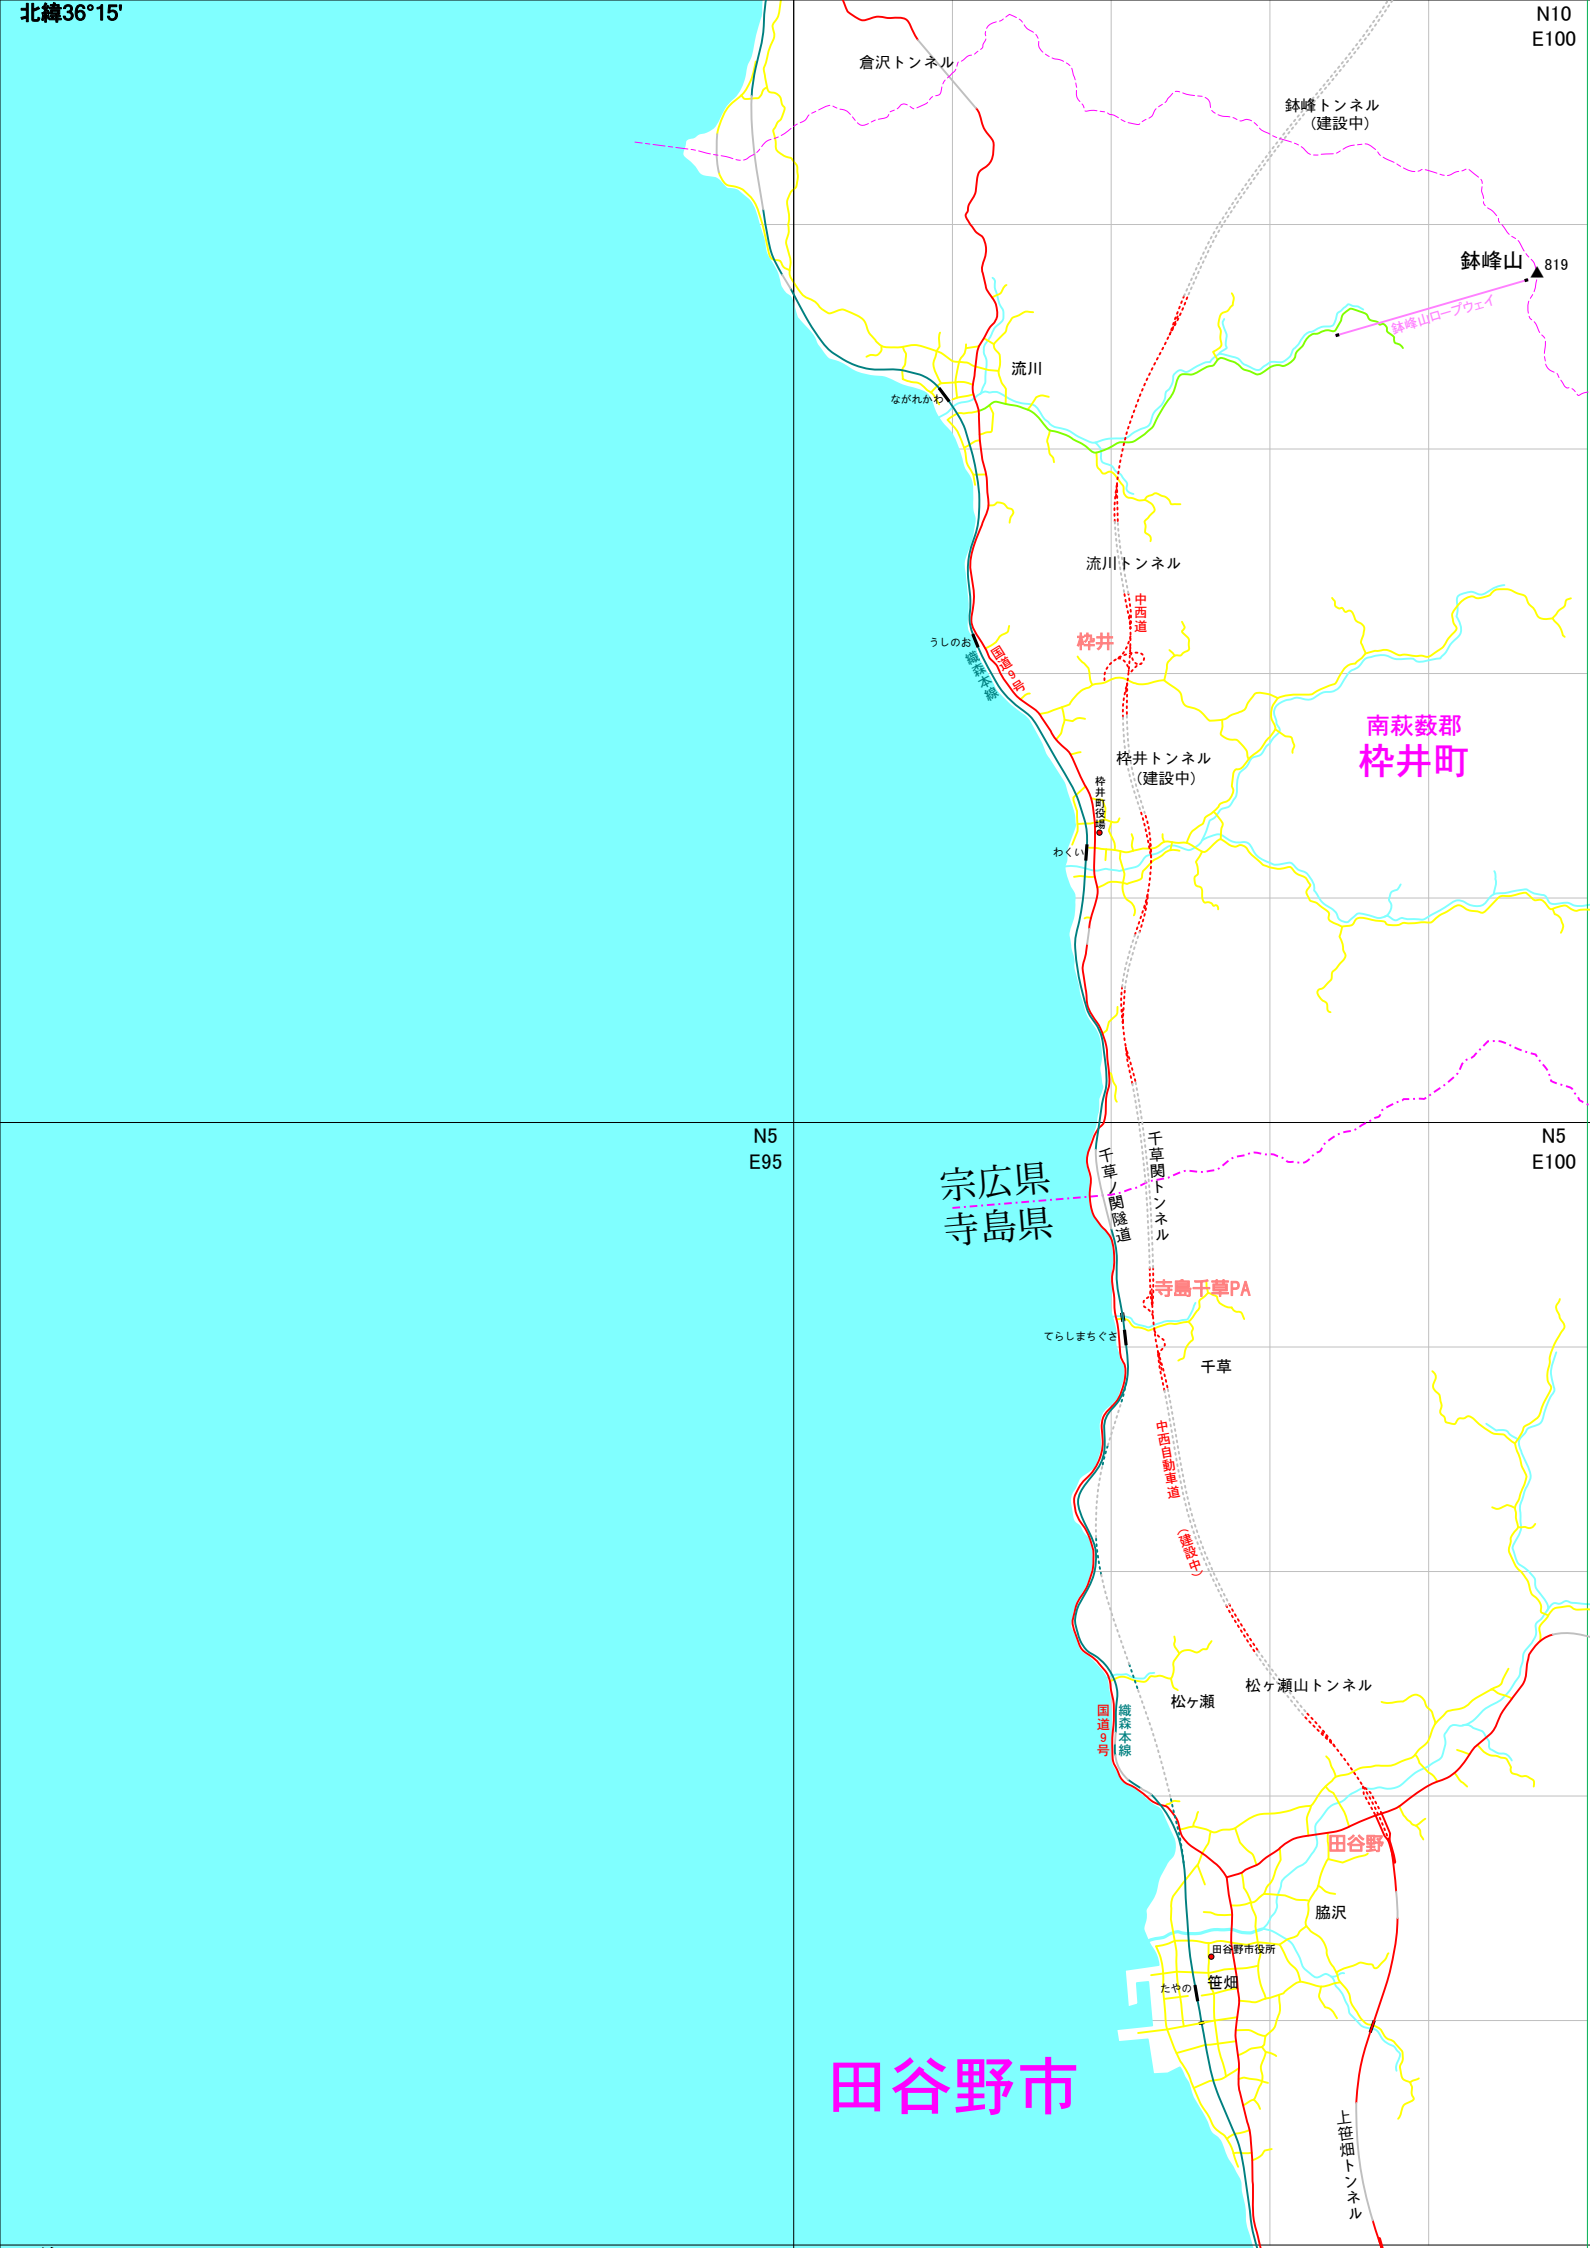 北緯36°15'
N10
E100
倉沢トンネル
鉢峰トンネル
(建設中)
鉢峰山
819
鉢峰山ロープウェイ
流川
ながれかわ
流川トンネル
中西道
うしのお
枠井
国道9号
織森本線
南萩薮郡
枠井町
枠井トンネル
(建設中)
枠井町役場
わくい
N5
E95
N5
E100
千草ノ関隧道
千草関トンネル
宗広県
寺島県
寺島千草PA
てらしまちぐさ
千草
中西自動車道
(建設中)
松ヶ瀬トンネル
松ヶ瀬
国道9号
織森本線
田谷野
脇沢
田谷野市役所
笹畑
たやの
田谷野市
上笹畑トンネル